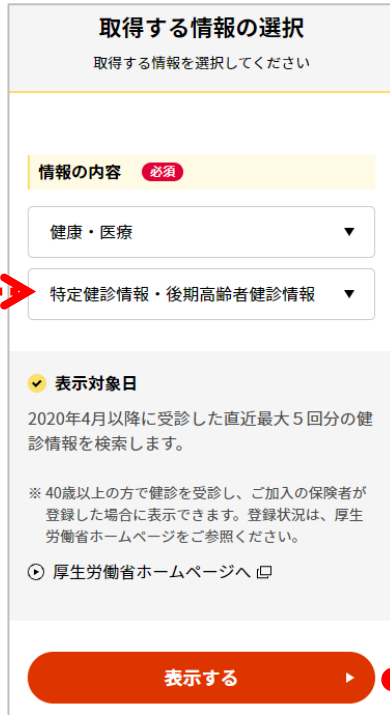 取得する情報の選択
取得する情報を選択してください
情報の内容 必須
健康・医療 ▼
特定健診情報・後期高齢者健診情報 ▼
表示対象日
2020年4月以降に受診した直近最大５回分の健
診情報を検索します。
※ 40歳以上の方で健診を受診し、ご加入の保険者が
登録した場合に表示できます。登録状況は、厚生
労働省ホームページをご参照ください。
厚生労働省ホームページへ
表示する